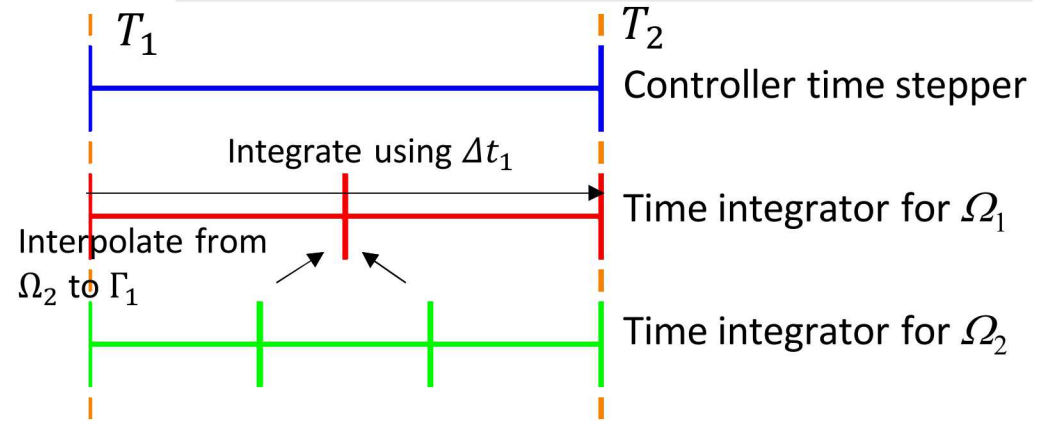 T₁
T₂
Controller time stepper
Integrate using Δt₁
Time integrator for Ω₁
Interpolate from
Ω₂ to Γ₁
Time integrator for Ω₂